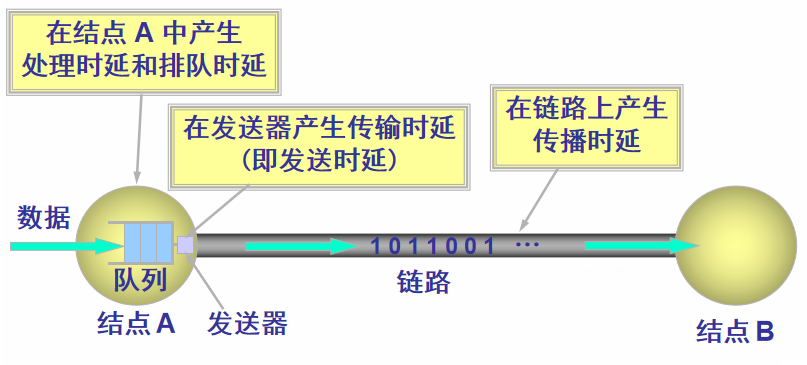 在结点 A 中产生
处理时延和排队时延
在发送器产生传输时延
(即发送时延)
在链路上产生
传播时延
数据
1011001 …
队列
链路
结点 A
发送器
结点 B